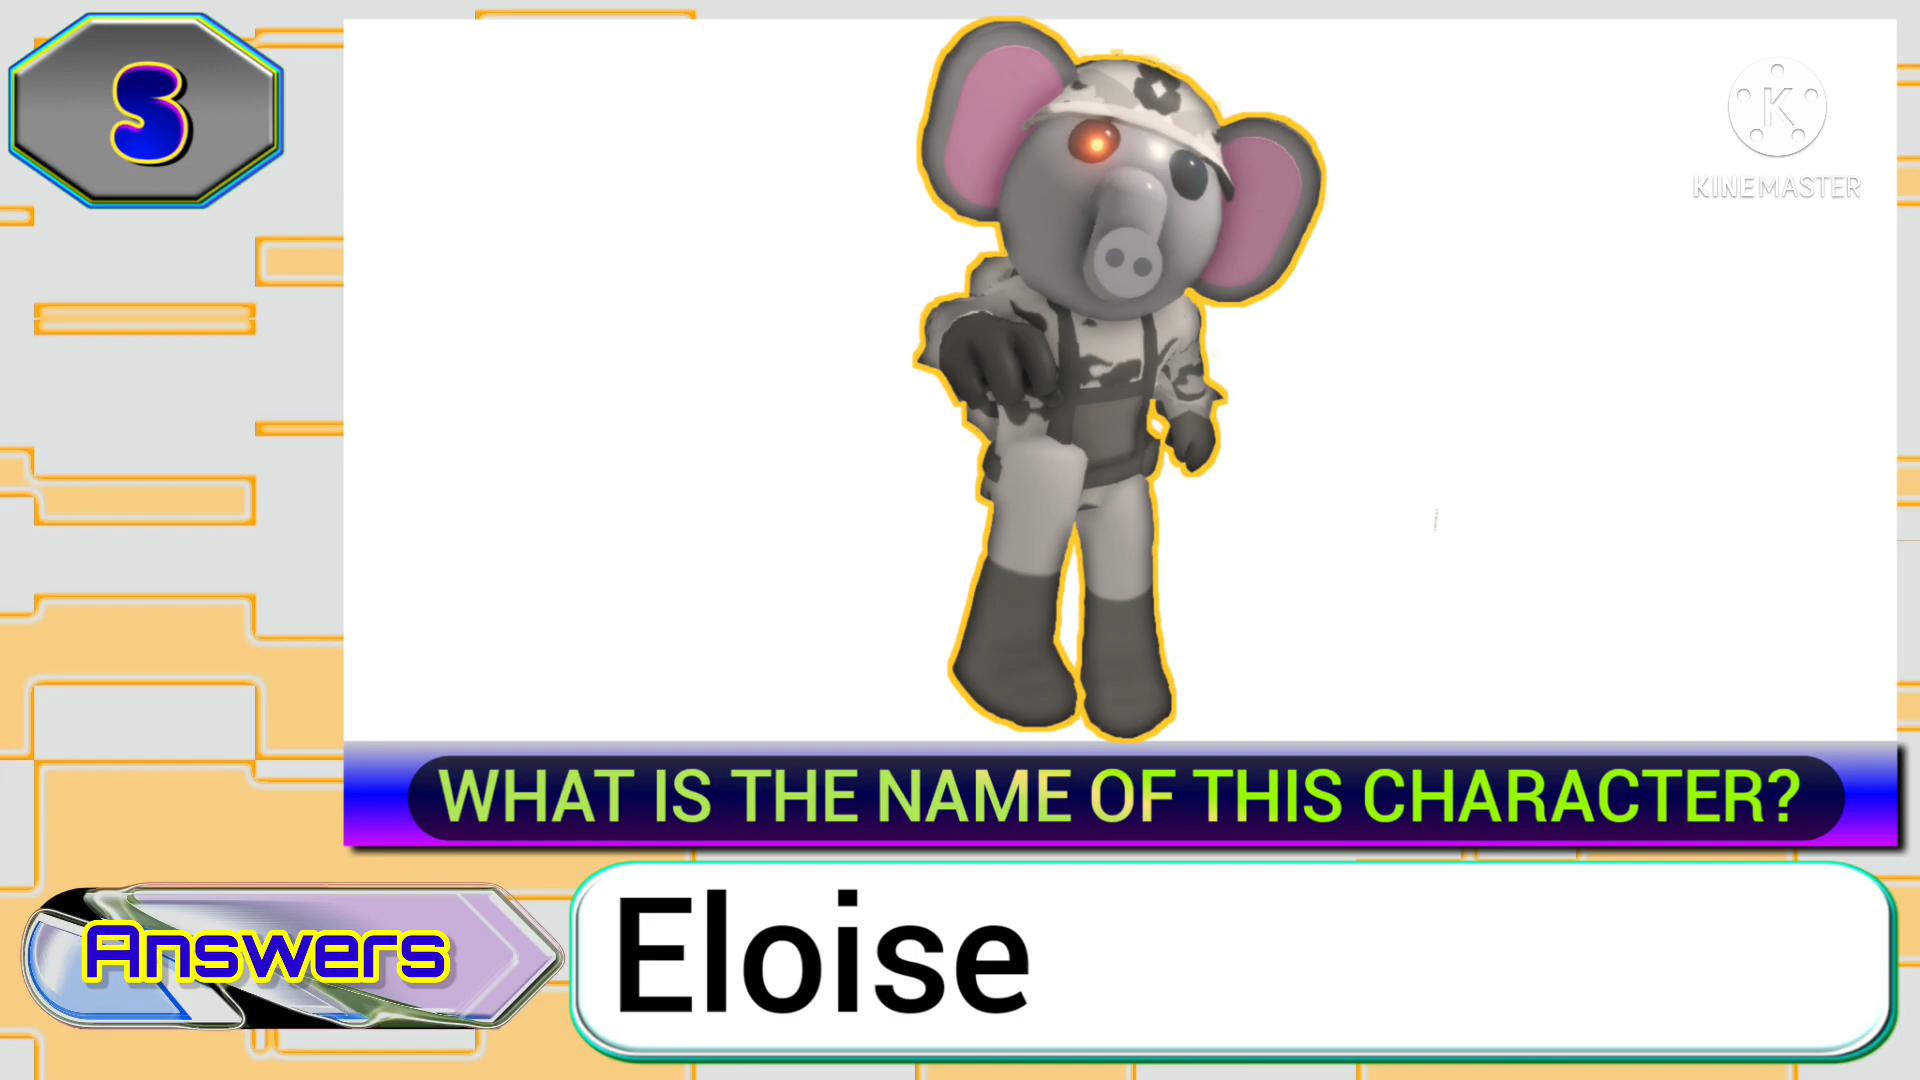 S
K
KINEMASTER
WHAT IS THE NAME OF THIS CHARACTER?
Answers
Eloise